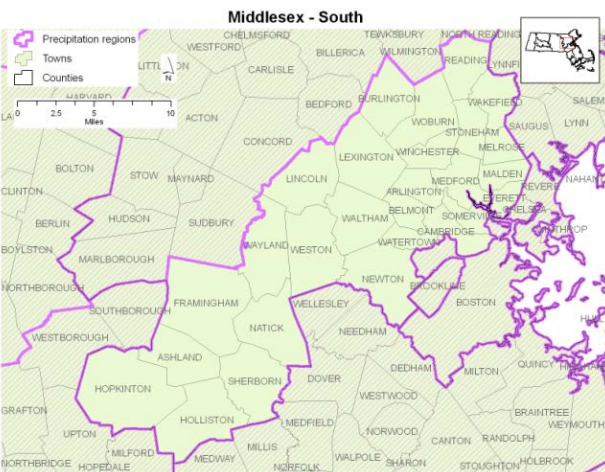 Middlesex - South
Precipitation regions
Towns
Counties
N
0 2.5 5 10
Miles
CHELMSFORD
TEWKSBURY
NORTH READING
WESTFORD
BILLERICA
WILMINGTON
READING
LYNNFI
CARLISLE
HARVARD
BEDFORD
BURLINGTON
WAKEFIELD
SALEM
ACTON
WOBURN
STONEHAM
SAUGUS
LYNN
CONCORD
LEXINGTON
WINCHESTER
MELROSE
BOLTON
STOW
MAYNARD
LINCOLN
MEDFORD
MALDEN
REVERE
NAHANT
CLINTON
ARLINGTON
EVERETT
BERLIN
HUDSON
SUDBURY
WALTHAM
BELMONT
SOMERVILLE
CHELSEA
WINTHROP
BOYLSTON
MARLBOROUGH
WAYLAND
WESTON
WATERTOWN
CAMBRIDGE
NORTHBOROUGH
NEWTON
BROOKLINE
BOSTON
SOUTHBOROUGH
FRAMINGHAM
WELLESLEY
HU
WESTBOROUGH
NATICK
NEEDHAM
ASHLAND
DEDHAM
MILTON
QUINCY
HOPKINTON
SHERBORN
DOVER
WESTWOOD
GRAFTON
HOLLISTON
MEDFIELD
BRAINTREE
WEYMOUTH
UPTON
NORWOOD
CANTON
RANDOLPH
MILFORD
MILLIS
NORTHBRIDGE
HOPEDALE
MEDWAY
NORFOLK
WALPOLE
SHARON
STOUGHTON
HOLBROOK